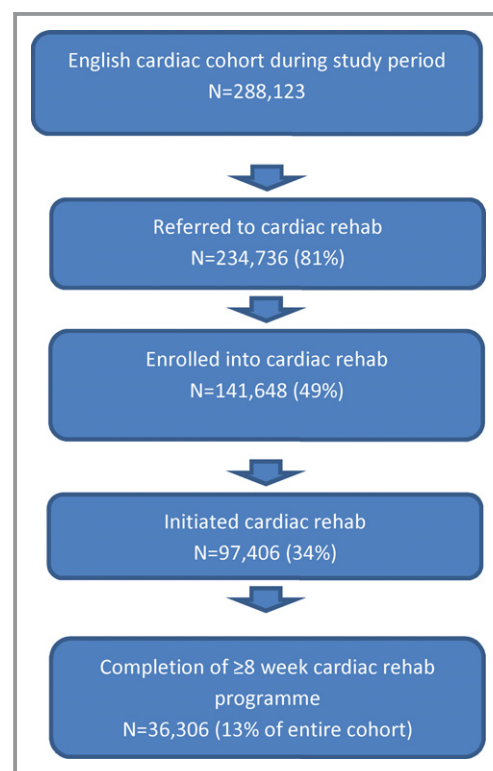 English cardiac cohort during study period
N=288,123
Referred to cardiac rehab
N=234,736 (81%)
Enrolled into cardiac rehab
N=141,648 (49%)
Initiated cardiac rehab
N=97,406 (34%)
Completion of ≥8 week cardiac rehab
programme
N=36,306 (13% of entire cohort)